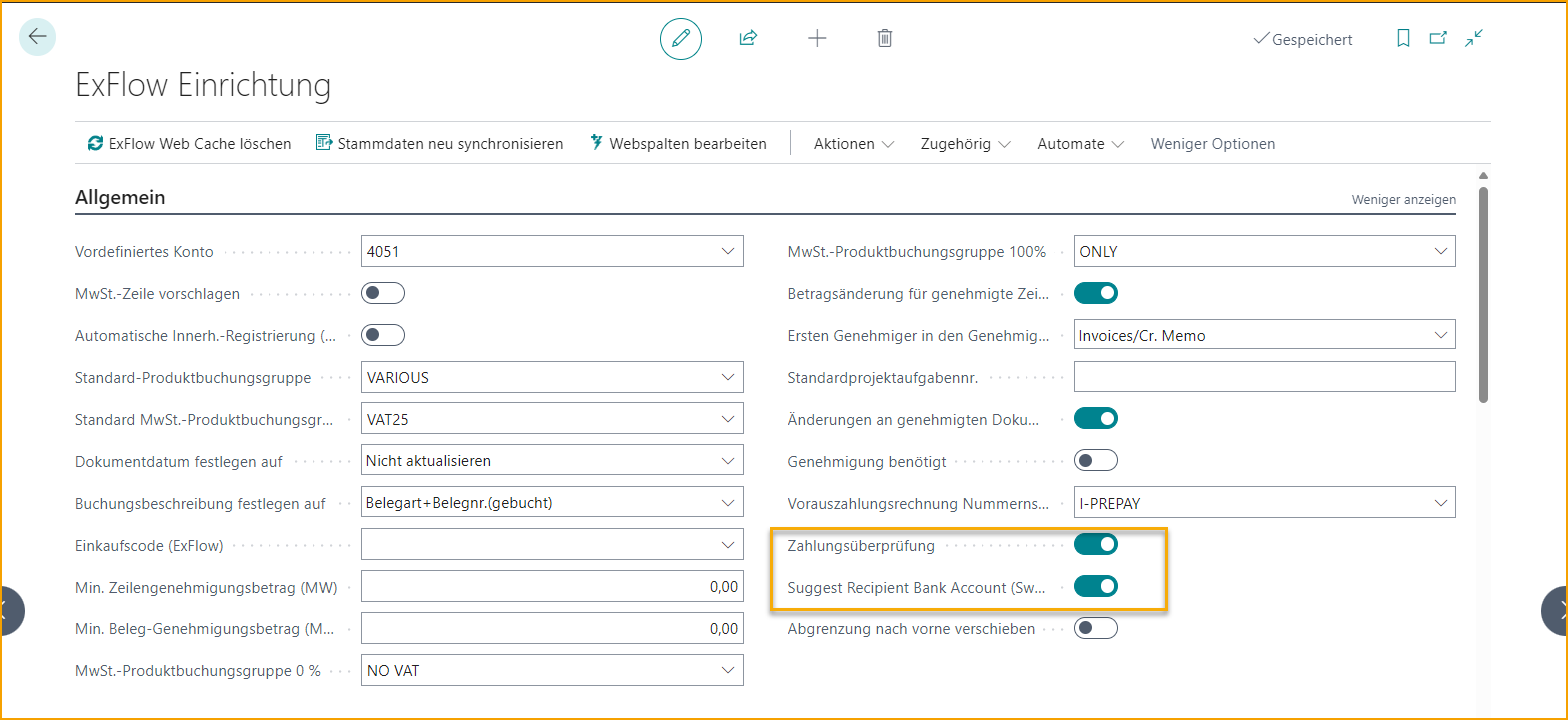 Gespeichert
ExFlow Einrichtung
ExFlow Web Cache löschen Stammdaten neu synchronisieren Webspalten bearbeiten Aktionen Zugehörig Automate Weniger Optionen
Allgemein Weniger anzeigen
Vordefiniertes Konto 4051
MwSt.-Zeile vorschlagen
Automatische Innerh.-Registrierung (...
Standard-Produktbuchungsgruppe VARIOUS
Standard MwSt.-Produktbuchungsgr... VAT25
Dokumentdatum festlegen auf Nicht aktualisieren
Buchungsbeschreibung festlegen auf Belegart+Belegnr.(gebucht)
Einkaufscode (ExFlow)
Min. Zeilengenehmigungsbetrag (MW) 0,00
Min. Beleg-Genehmigungsbetrag (M... 0,00
MwSt.-Produktbuchungsgruppe 0 % NO VAT
MwSt.-Produktbuchungsgruppe 100% ONLY
Betragsänderung für genehmigte Zei...
Ersten Genehmiger in den Genehmig... Invoices/Cr. Memo
Standardprojektaufgabennr.
Änderungen an genehmigten Doku...
Genehmigung benötigt
Vorauszahlungsrechnung Nummerns... I-PREPAY
Zahlungsüberprüfung
Suggest Recipient Bank Account (Sw...
Abgrenzung nach vorne verschieben